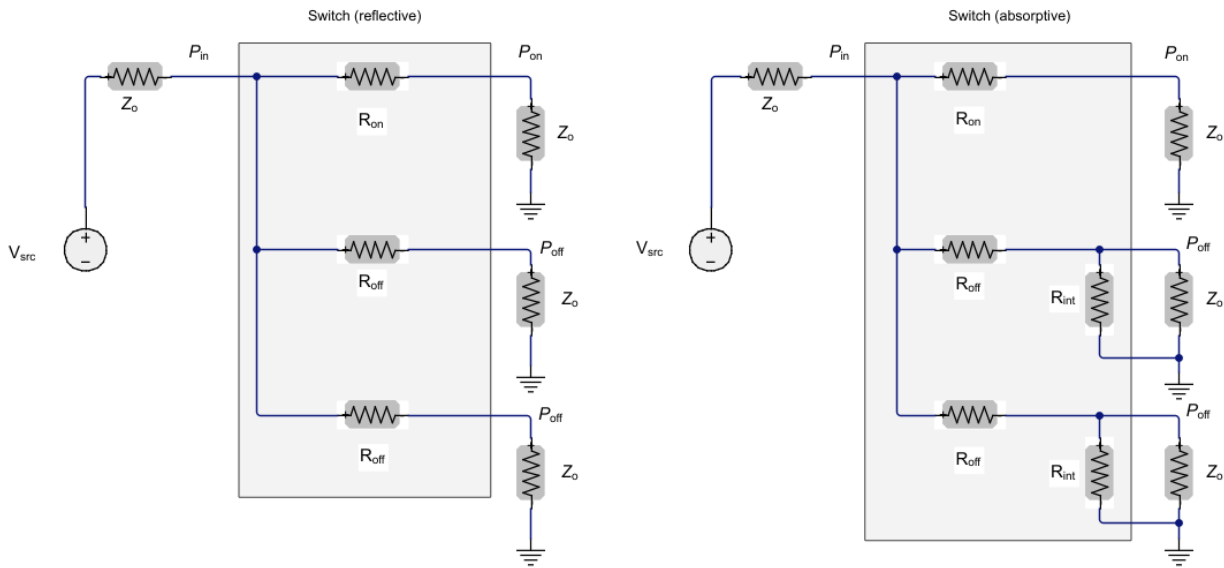 Switch (reflective)
Switch (absorptive)
Pin
Pon
Pin
Pon
Zo
Ron
Zo
Zo
Ron
Zo
Vsrc
+
−
Roff
Poff
Zo
Vsrc
+
−
Roff
Rint
Poff
Zo
Roff
Poff
Zo
Roff
Rint
Poff
Zo